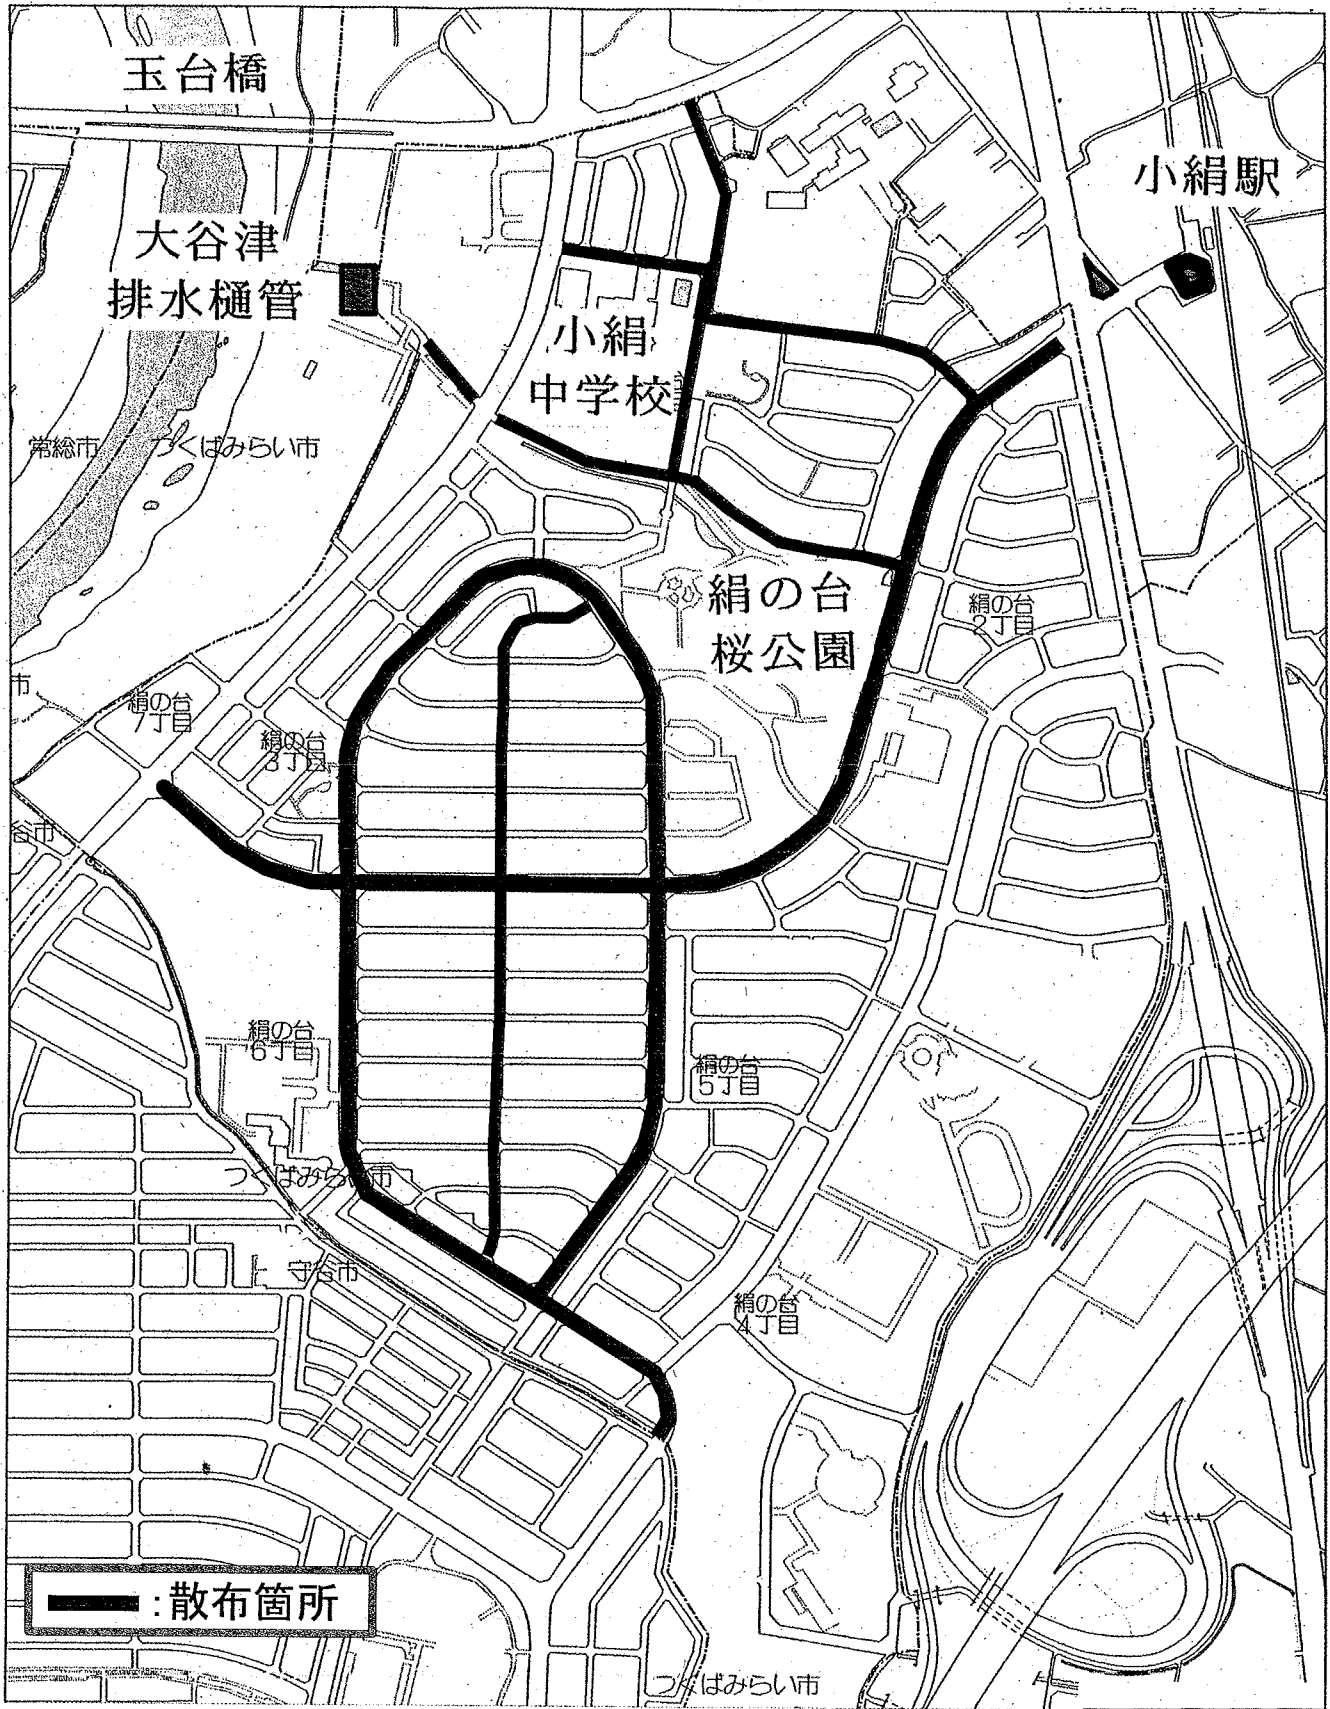 玉台橋
小絹駅
大谷津
排水樋管
小絹
中学校
常総市
つくばみらい市
絹の台
桜公園
絹の台
2丁目
市
絹の台
7丁目
絹の台
3丁目
谷市
絹の台
6丁目
絹の台
5丁目
つくばみらい市
守谷市
絹の台
4丁目
:散布箇所
つくばみらい市